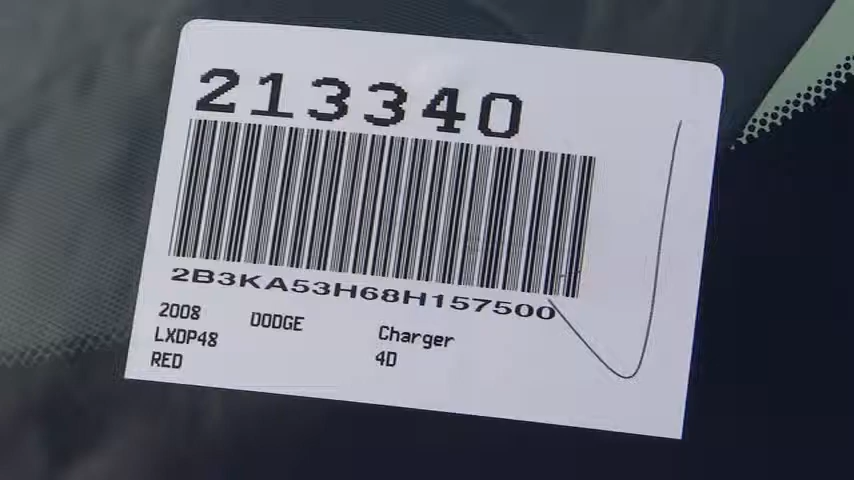 213340
2B3KA53H68H157500
2008 DODGE Charger
LXDP48 4D
RED